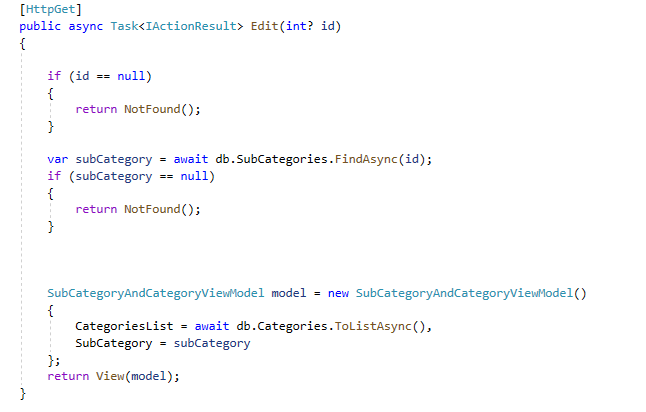 [HttpGet]
public async Task<IActionResult> Edit(int? id)
{
if (id == null)
{
return NotFound();
}
var subCategory = await db.SubCategories.FindAsync(id);
if (subCategory == null)
{
return NotFound();
}
SubCategoryAndCategoryViewModel model = new SubCategoryAndCategoryViewModel()
{
CategoriesList = await db.Categories.ToListAsync(),
SubCategory = subCategory
};
return View(model);
}